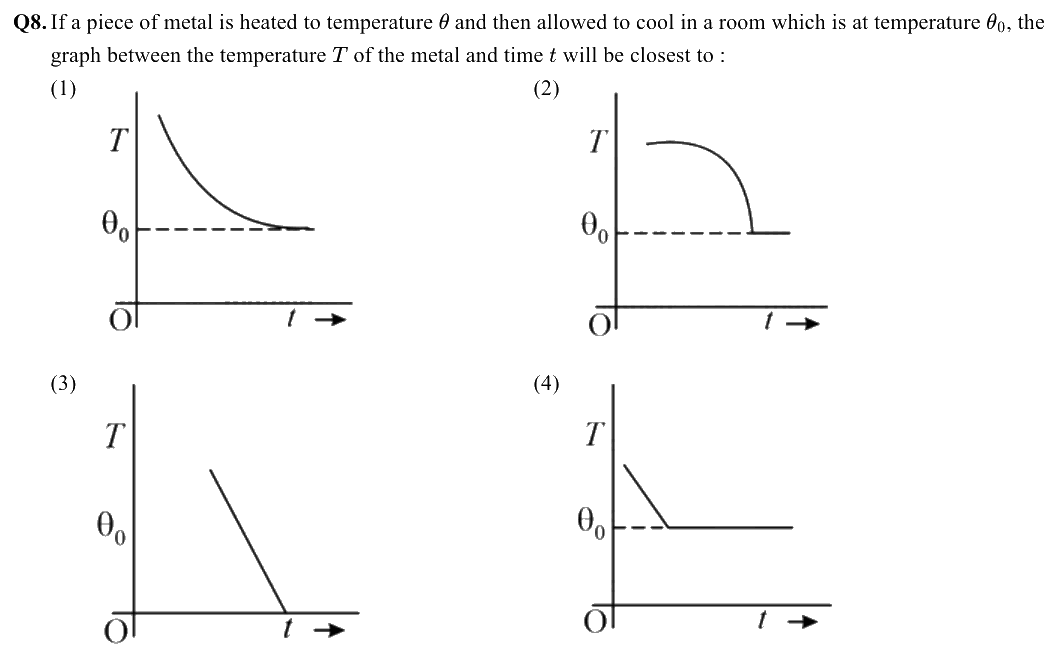 Q8. If a piece of metal is heated to temperature θ and then allowed to cool in a room which is at temperature θ₀, the
graph between the temperature T of the metal and time t will be closest to :
(1)
T
θ₀
O
t →
(2)
T
θ₀
O
t →
(3)
T
θ₀
O
t →
(4)
T
θ₀
O
t →